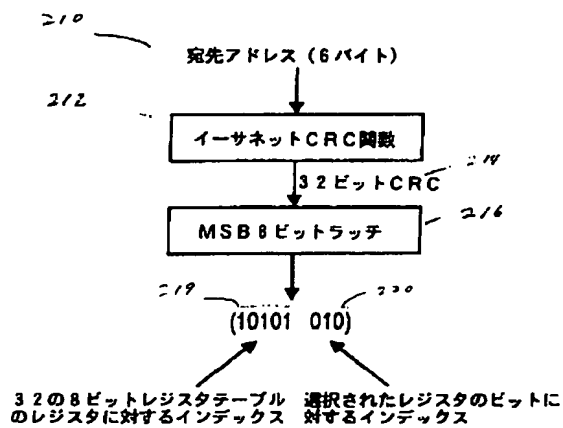 210
宛先アドレス（6バイト）
212
イーサネットCRC関数
214
32ビットCRC
216
MSB8ビットラッチ
219
220
(10101 010)
32の8ビットレジスタテーブル
のレジスタに対するインデックス
選択されたレジスタのビットに
対するインデックス